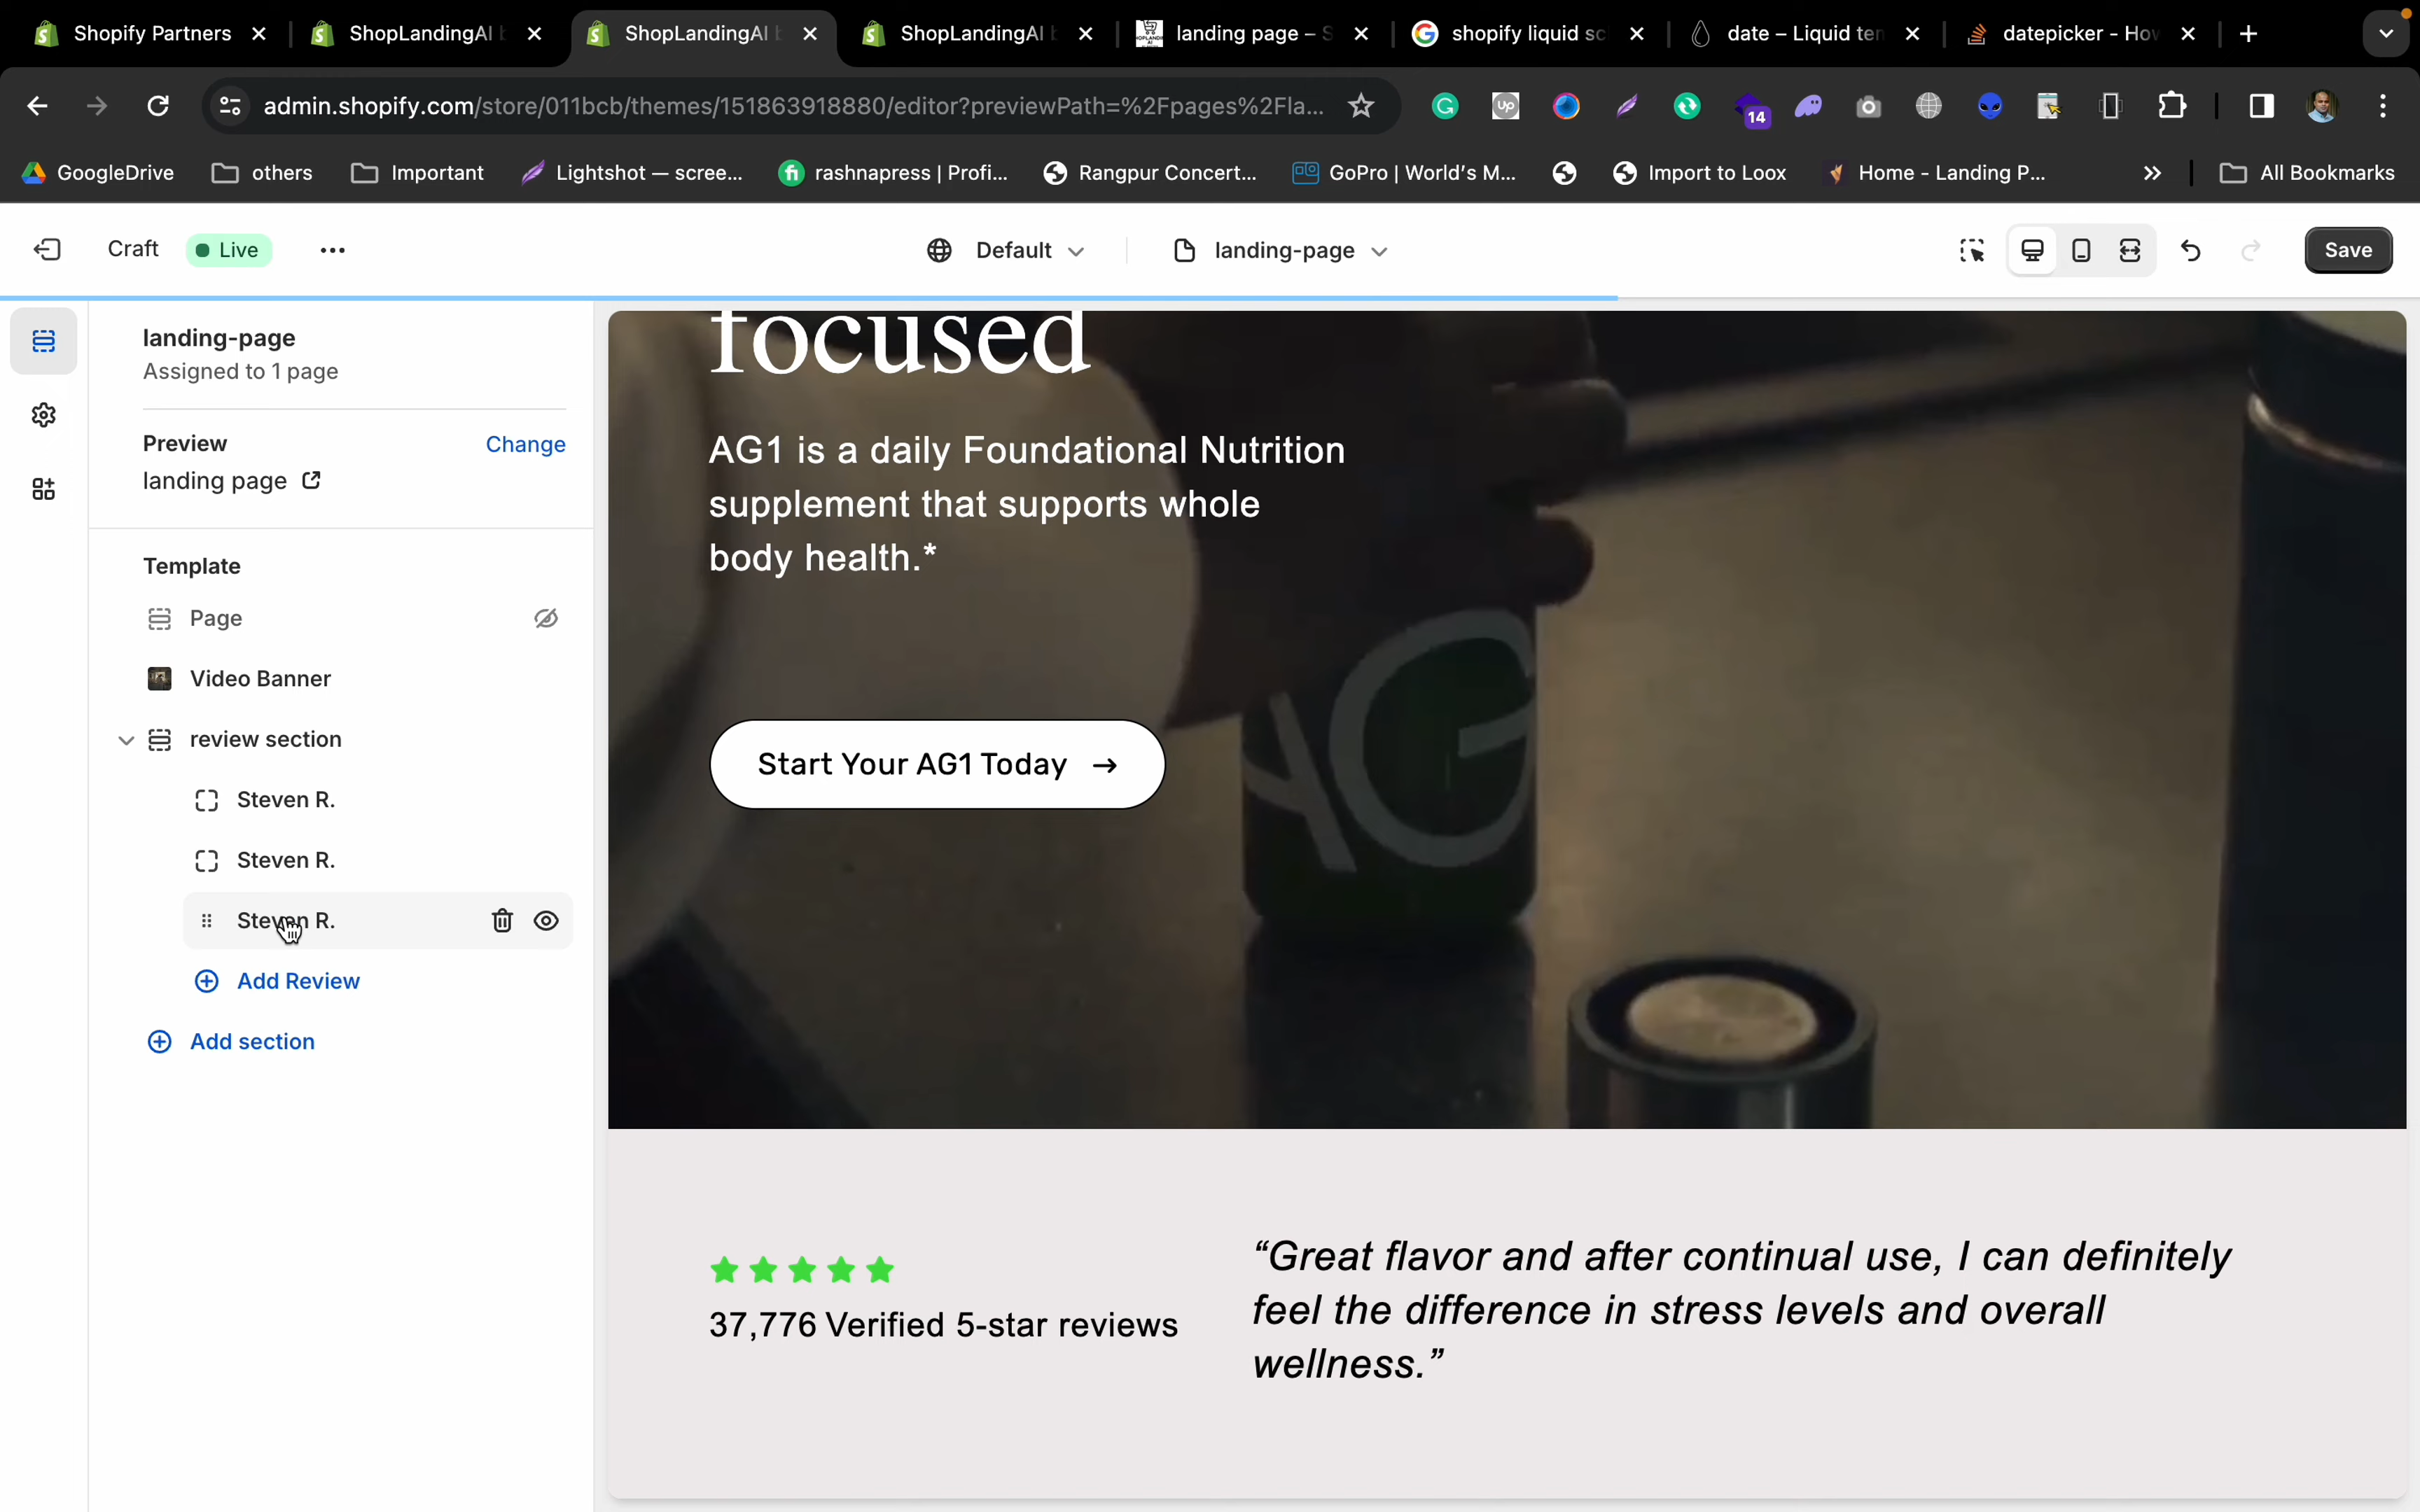 Shopify Partners
ShopLandingAI
ShopLandingAI
ShopLandingAI
landing page –
shopify liquid
date – Liquid
datepicker -
admin.shopify.com/store/011bcb/themes/151863918880/editor?previewPath=%2Fpages%2Fla...
14
GoogleDrive
others
Important
Lightshot — scree...
rashnapress | Profi...
Rangpur Concert...
GoPro | World's M...
Import to Loox
Home - Landing P...
All Bookmarks
Craft
Live
Default
landing-page
Save
landing-page
Assigned to 1 page
Preview
Change
landing page
Template
Page
Video Banner
review section
Steven R.
Steven R.
Steven R.
Add Review
Add section
focused
AG1 is a daily Foundational Nutrition
supplement that supports whole
body health.*
Start Your AG1 Today →
AG
37,776 Verified 5-star reviews
“Great flavor and after continual use, I can definitely
feel the difference in stress levels and overall
wellness.”